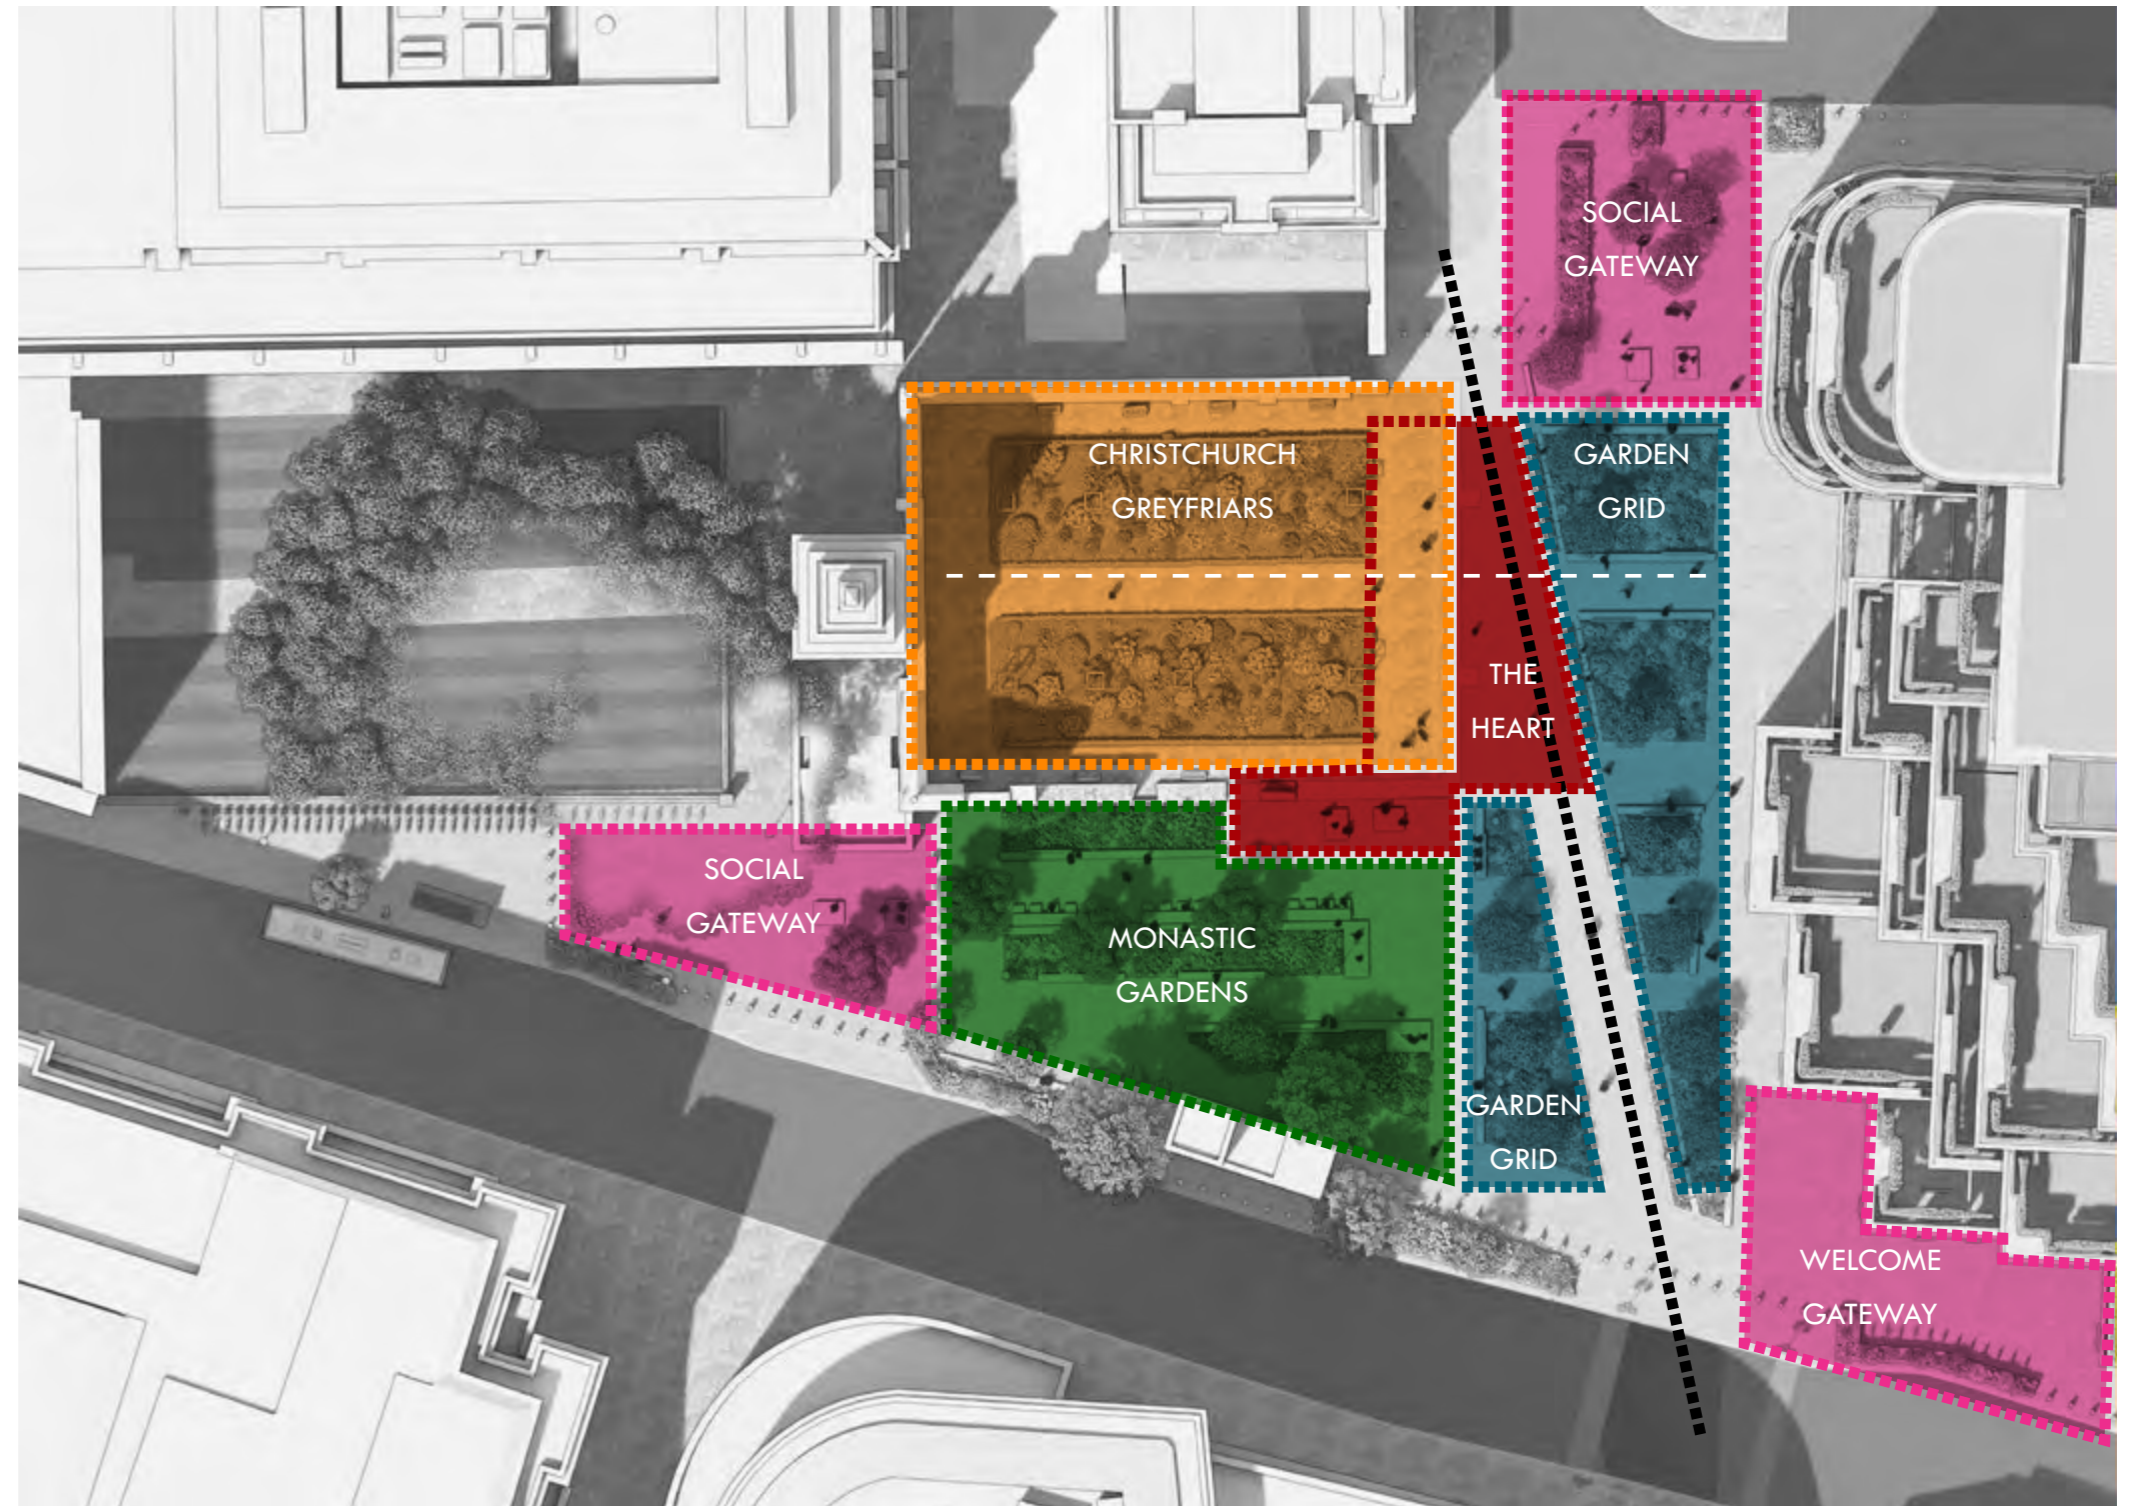 SOCIAL
GATEWAY
CHRISTCHURCH
GREYFRIARS
GARDEN
GRID
THE
HEART
SOCIAL
GATEWAY
MONASTIC
GARDENS
GARDEN
GRID
WELCOME
GATEWAY